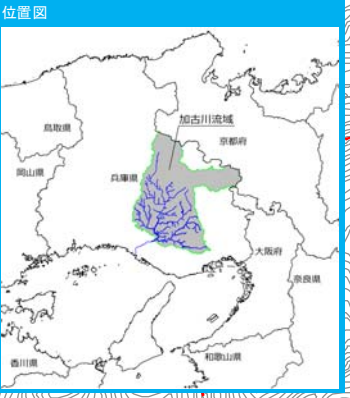 位置図
加古川流域
鳥取県
京都府
岡山県
兵庫県
大阪府
奈良県
和歌山県
香川県